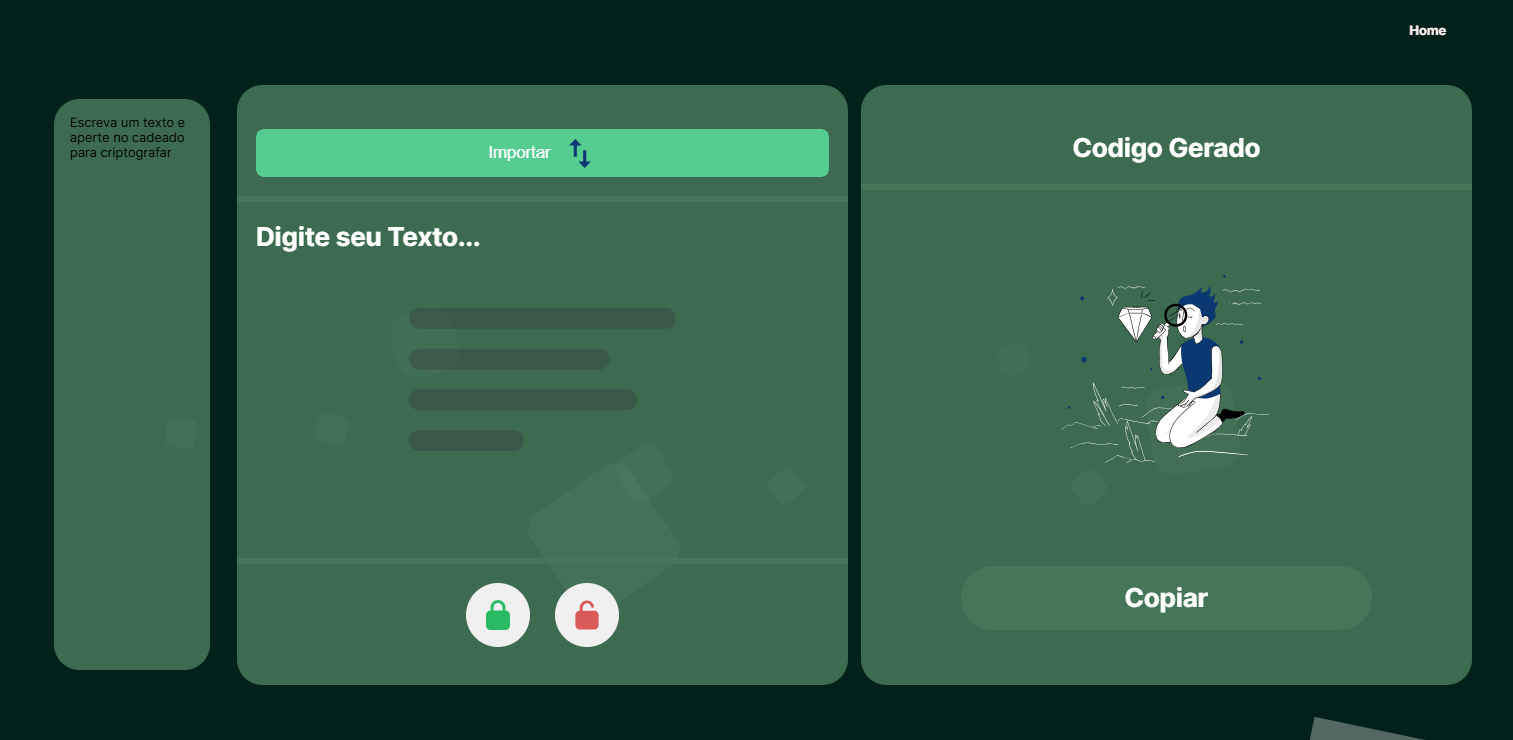 Home
Escreva um texto e
aperte no cadeado
para criptografar
Importar
Digite seu Texto...
Codigo Gerado
Copiar